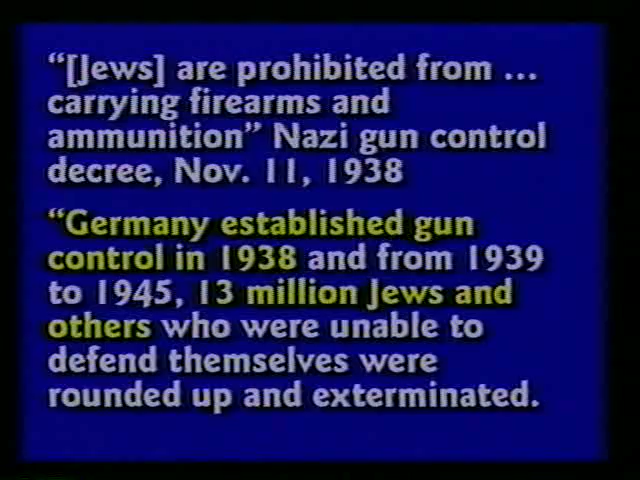 “[Jews] are prohibited from ...
carrying firearms and
ammunition” Nazi gun control
decree, Nov. 11, 1938
“Germany established gun
control in 1938 and from 1939
to 1945, 13 million Jews and
others who were unable to
defend themselves were
rounded up and exterminated.